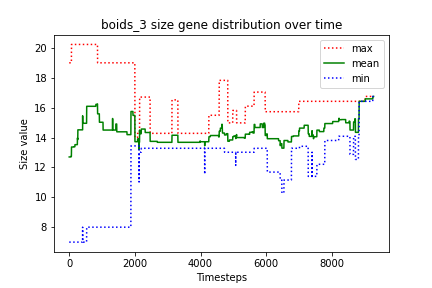 boids_3 size gene distribution over time
max
mean
min
20
18
16
14
12
10
8
Size value
0
2000
4000
6000
8000
Timesteps